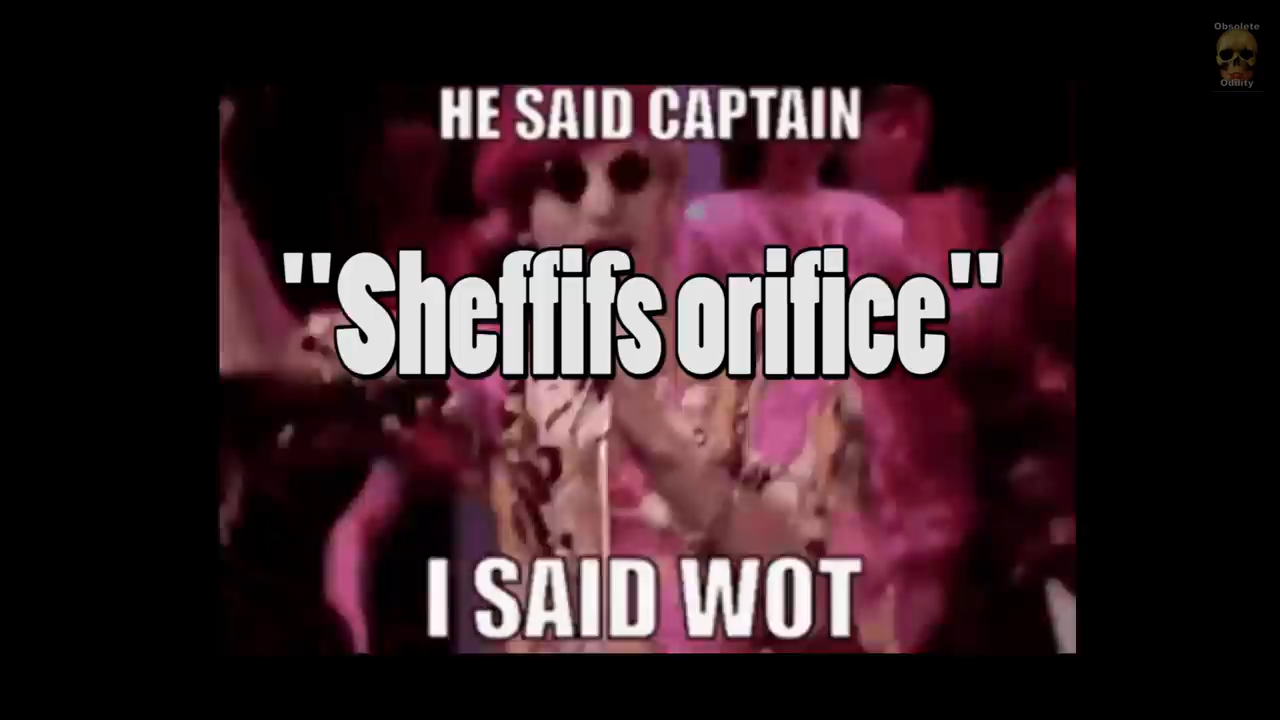 Obsolete
Oddity
HE SAID CAPTAIN
"Sheffifs orifice"
I SAID WOT